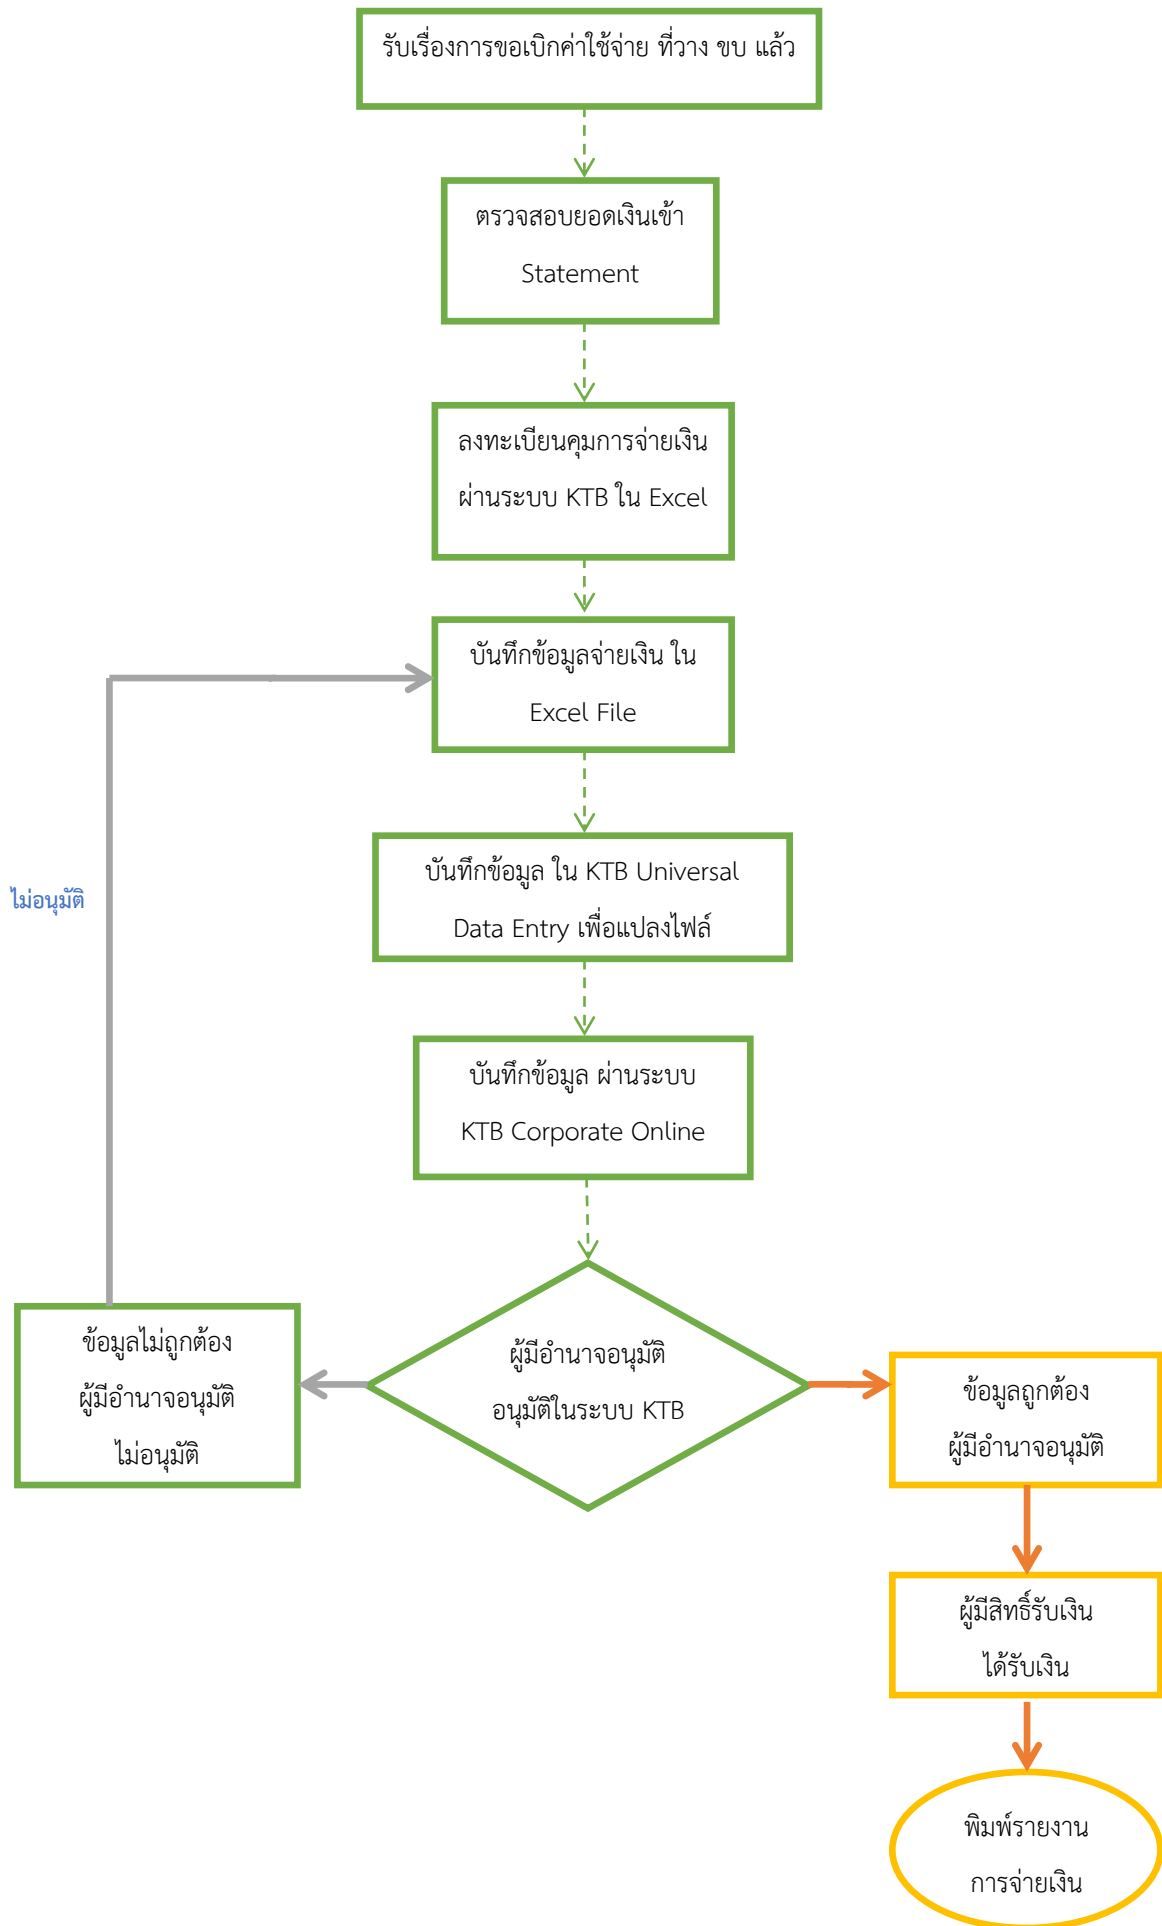 รับเรื่องการขอเบิกค่าใช้จ่าย ที่วาง ขบ แล้ว
ตรวจสอบยอดเงินเข้า
Statement
ลงทะเบียนคุมการจ่ายเงิน
ผ่านระบบ KTB ใน Excel
บันทึกข้อมูลจ่ายเงิน ใน
Excel File
บันทึกข้อมูล ใน KTB Universal
Data Entry เพื่อแปลงไฟล์
ไม่อนุมัติ
บันทึกข้อมูล ผ่านระบบ
KTB Corporate Online
ข้อมูลไม่ถูกต้อง
ผู้มีอำนาจอนุมัติ
ไม่อนุมัติ
ผู้มีอำนาจอนุมัติ
อนุมัติในระบบ KTB
ข้อมูลถูกต้อง
ผู้มีอำนาจอนุมัติ
ผู้มีสิทธิ์รับเงิน
ได้รับเงิน
พิมพ์รายงาน
การจ่ายเงิน